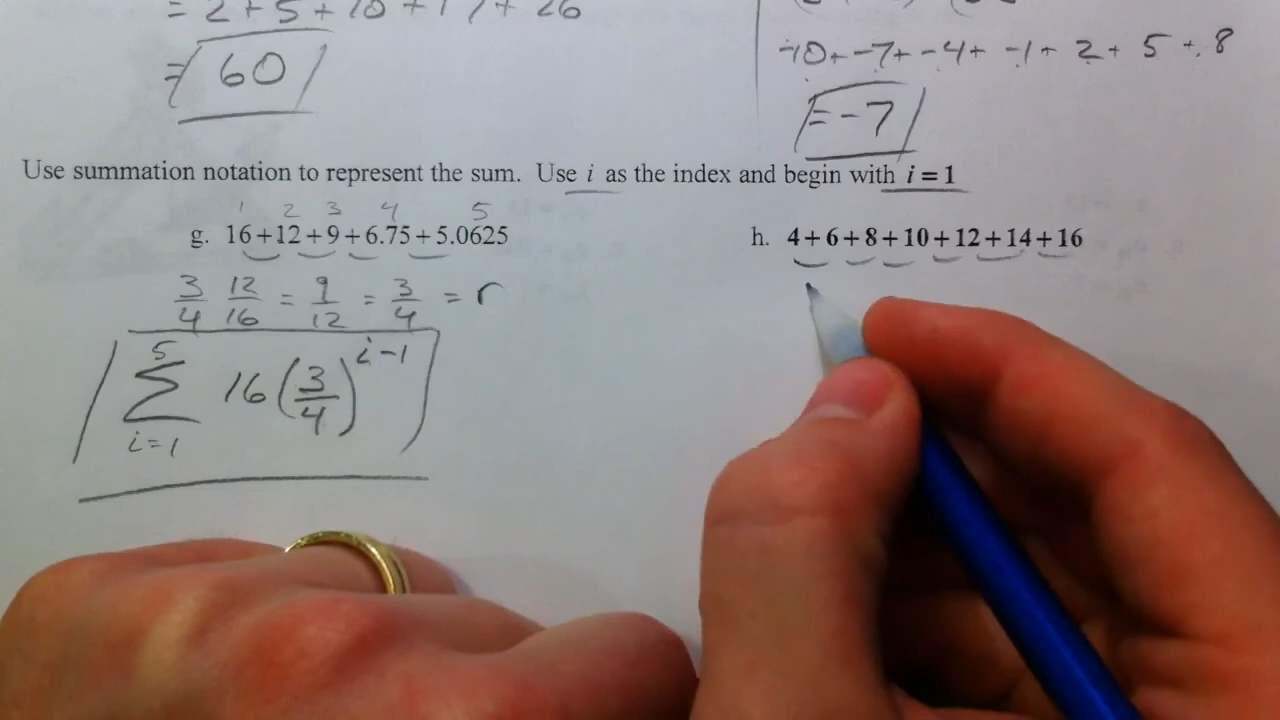 = 2 + 5 + 10 + 17 + 26
= 60
-10 + -7 + -4 + -1 + 2 + 5 + 8
= -7
Use summation notation to represent the sum. Use i as the index and begin with i = 1
1 2 3 4 5
g. 16+12+9+6.75+5.0625
3/4 12/16 = 9/12 = 3/4 = r
5
∑ 16(3/4)^{i-1}
i=1
h. 4+6+8+10+12+14+16